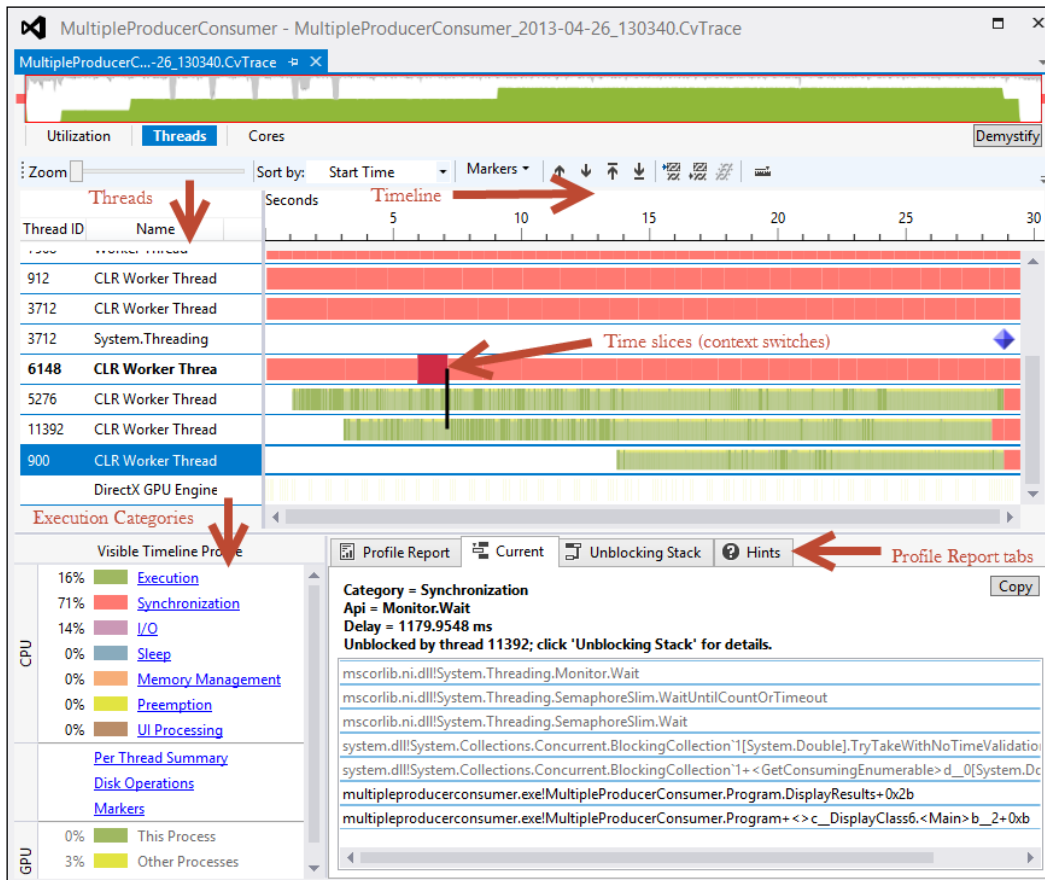 MultipleProducerConsumer - MultipleProducerConsumer_2013-04-26_130340.CvTrace
MultipleProducerC...-26_130340.CvTrace
Utilization Threads Cores
Demystify
Zoom Sort by: Start Time Markers
Threads
Timeline
Seconds
5 10 15 20 25 30
Thread ID Name
Worker Thread
912 CLR Worker Thread
3712 CLR Worker Thread
3712 System.Threading
Time slices (context switches)
6148 CLR Worker Threa
5276 CLR Worker Thread
11392 CLR Worker Thread
900 CLR Worker Thread
DirectX GPU Engine
Execution Categories
Visible Timeline Profile
Profile Report Current Unblocking Stack Hints
Profile Report tabs
CPU
16% Execution
71% Synchronization
14% I/O
0% Sleep
0% Memory Management
0% Preemption
0% UI Processing
Per Thread Summary
Disk Operations
Markers
GPU
0% This Process
3% Other Processes
Copy
Category = Synchronization
Api = Monitor.Wait
Delay = 1179.9548 ms
Unblocked by thread 11392; click 'Unblocking Stack' for details.
mscorlib.ni.dll!System.Threading.Monitor.Wait
mscorlib.ni.dll!System.Threading.SemaphoreSlim.WaitUntilCountOrTimeout
mscorlib.ni.dll!System.Threading.SemaphoreSlim.Wait
system.dll!System.Collections.Concurrent.BlockingCollection`1[System.Double].TryTakeWithNoTimeValidation
system.dll!System.Collections.Concurrent.BlockingCollection`1+<GetConsumingEnumerable>d__0[System.Do
multipleproducerconsumer.exe!MultipleProducerConsumer.Program.DisplayResults+0x2b
multipleproducerconsumer.exe!MultipleProducerConsumer.Program+<>c__DisplayClass6.<Main>b__2+0xb